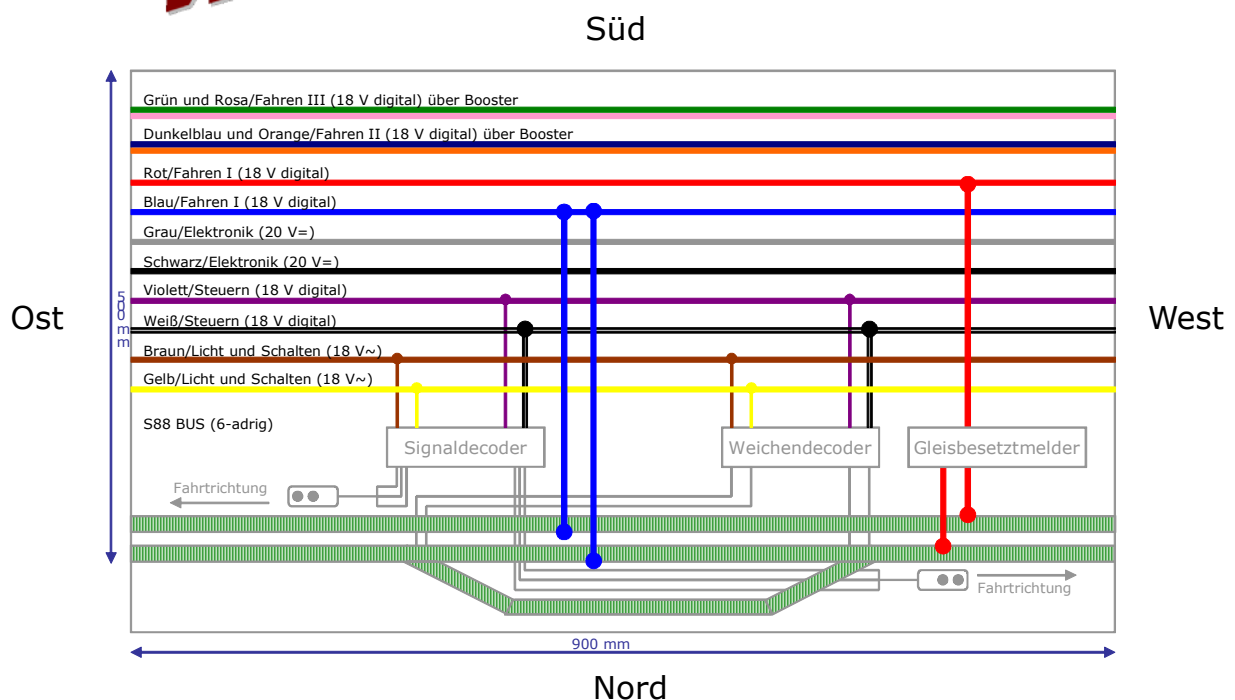 Süd
Grün und Rosa/Fahren III (18 V digital) über Booster
Dunkelblau und Orange/Fahren II (18 V digital) über Booster
Rot/Fahren I (18 V digital)
Blau/Fahren I (18 V digital)
Grau/Elektronik (20 V=)
Schwarz/Elektronik (20 V=)
Violett/Steuern (18 V digital)
500 mm
Ost
West
Weiß/Steuern (18 V digital)
Braun/Licht und Schalten (18 V~)
Gelb/Licht und Schalten (18 V~)
S88 BUS (6-adrig)
Signaldecoder
Weichendecoder
Gleisbesetztmelder
Fahrtrichtung
Fahrtrichtung
900 mm
Nord